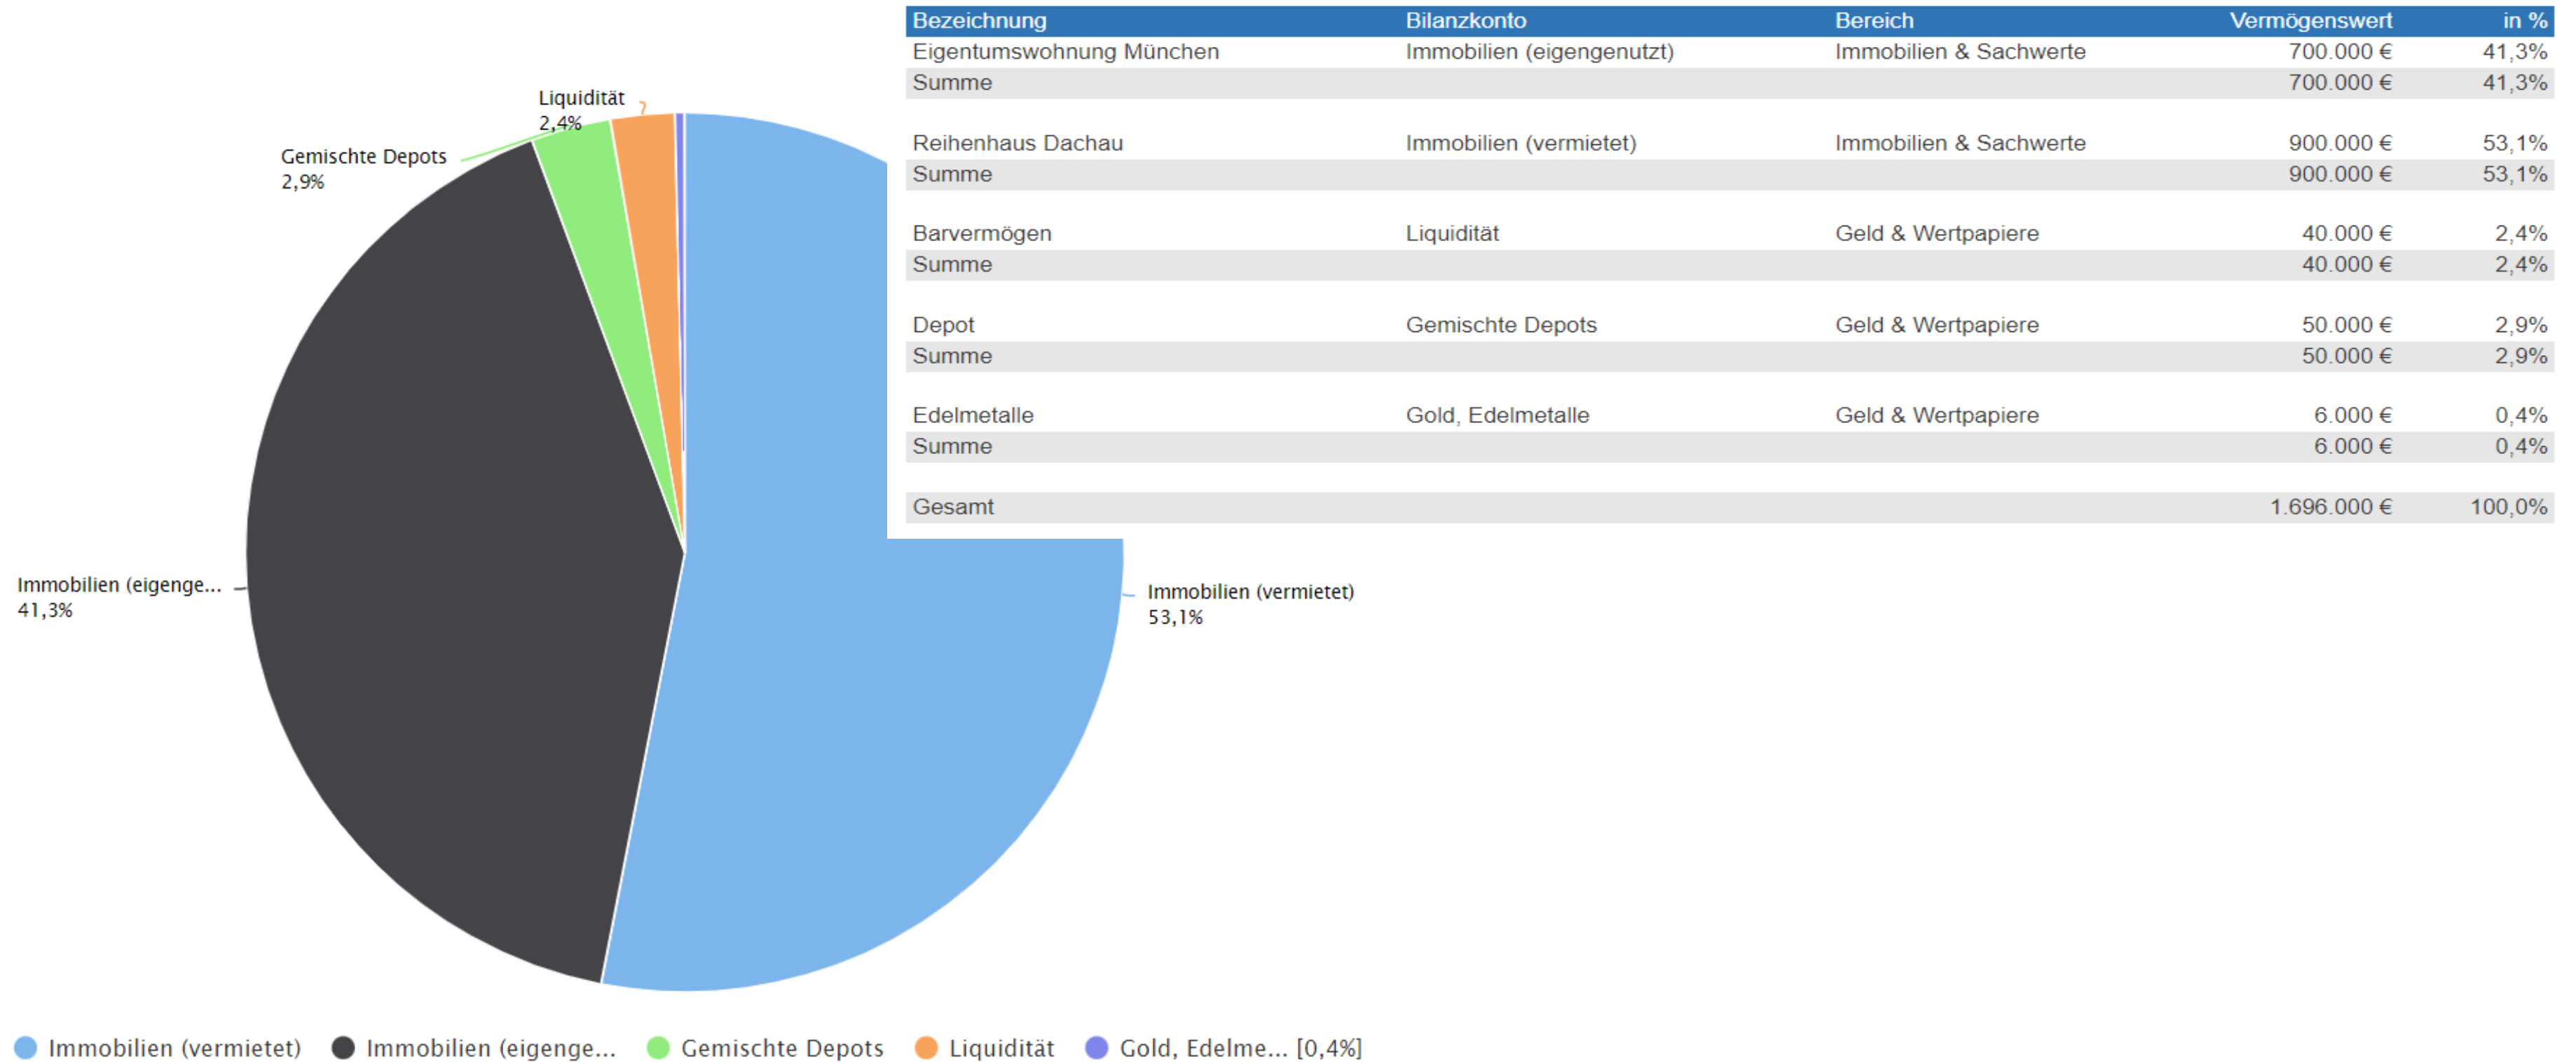 Bezeichnung Bilanzkonto Bereich Vermögenswert in %
Eigentumswohnung München Immobilien (eigengenutzt) Immobilien & Sachwerte 700.000 € 41,3%
Summe 700.000 € 41,3%
Reihenhaus Dachau Immobilien (vermietet) Immobilien & Sachwerte 900.000 € 53,1%
Summe 900.000 € 53,1%
Barvermögen Liquidität Geld & Wertpapiere 40.000 € 2,4%
Summe 40.000 € 2,4%
Depot Gemischte Depots Geld & Wertpapiere 50.000 € 2,9%
Summe 50.000 € 2,9%
Edelmetalle Gold, Edelmetalle Geld & Wertpapiere 6.000 € 0,4%
Summe 6.000 € 0,4%
Gesamt 1.696.000 € 100,0%
Liquidität
2,4%
Gemischte Depots
2,9%
Immobilien (eigenge...
41,3%
Immobilien (vermietet)
53,1%
Immobilien (vermietet) Immobilien (eigenge... Gemischte Depots Liquidität Gold, Edelme... [0,4%]